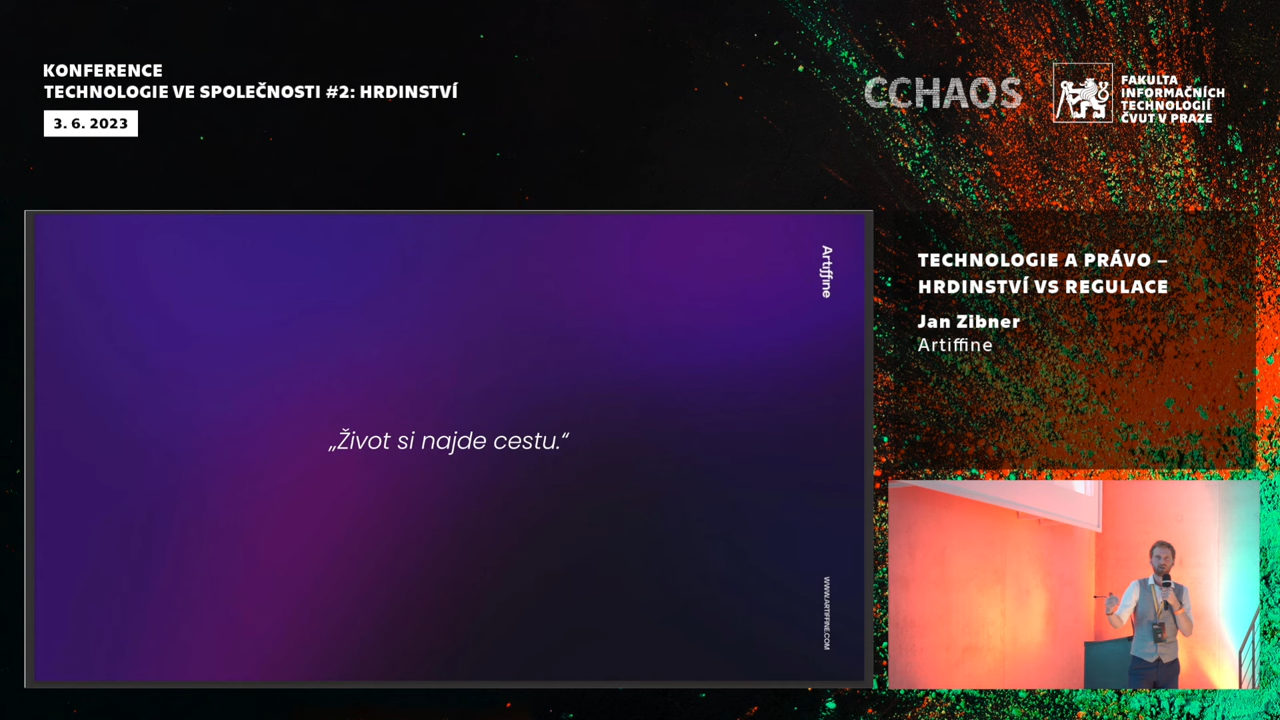 KONFERENCE
TECHNOLOGIE VE SPOLEČNOSTI #2: HRDINSTVÍ
3. 6. 2023
CCHAOS
FAKULTA
INFORMAČNÍCH
TECHNOLOGIÍ
ČVUT V PRAZE
Artiffine
„Život si najde cestu.“
WWW.ARTIFFINE.COM
TECHNOLOGIE A PRÁVO –
HRDINSTVÍ VS REGULACE
Jan Zibner
Artiffine